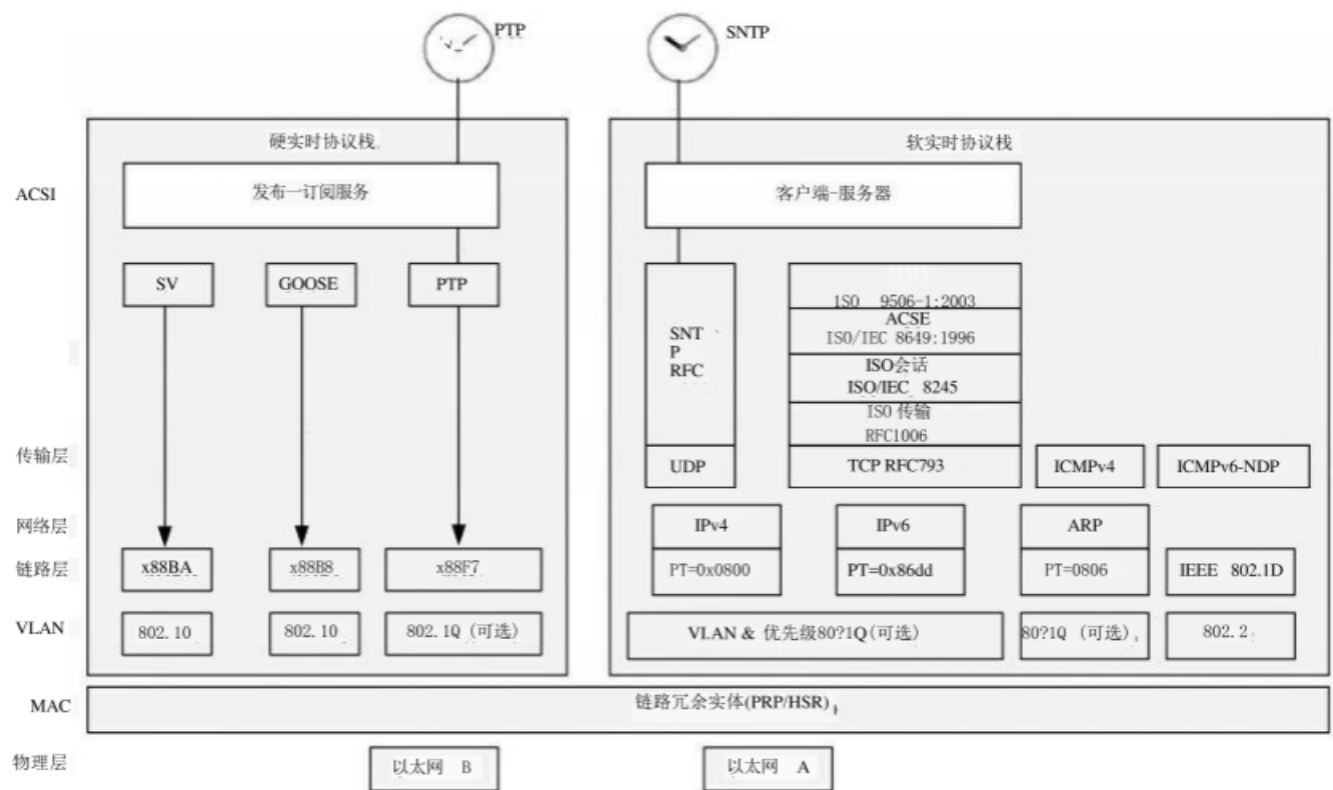 PTP
SNTP
硬实时协议栈
软实时协议栈
ACSI
发布一订阅服务
客户端-服务器
SV
GOOSE
PTP
SNT
P
RFC
MMS
1SO 9506-1:2003
ACSE
ISO/IEC 8649:1996
ISO会话
ISO/IEC 8245
ISO 传输
RFC1006
传输层
UDP
TCP RFC793
ICMPv4
ICMPv6-NDP
网络层
IPv4
IPv6
ARP
链路层
x88BA
x88B8
x88F7
PT=0x0800
PT=0x86dd
PT=0806
IEEE 802.1D
VLAN
802.10
802.10
802.1Q (可选)
VLAN & 优先级80?1Q(可选)
80?1Q (可选)
802.2
MAC
链路冗余实体(PRP/HSR)
物理层
以太网 B
以太网 A